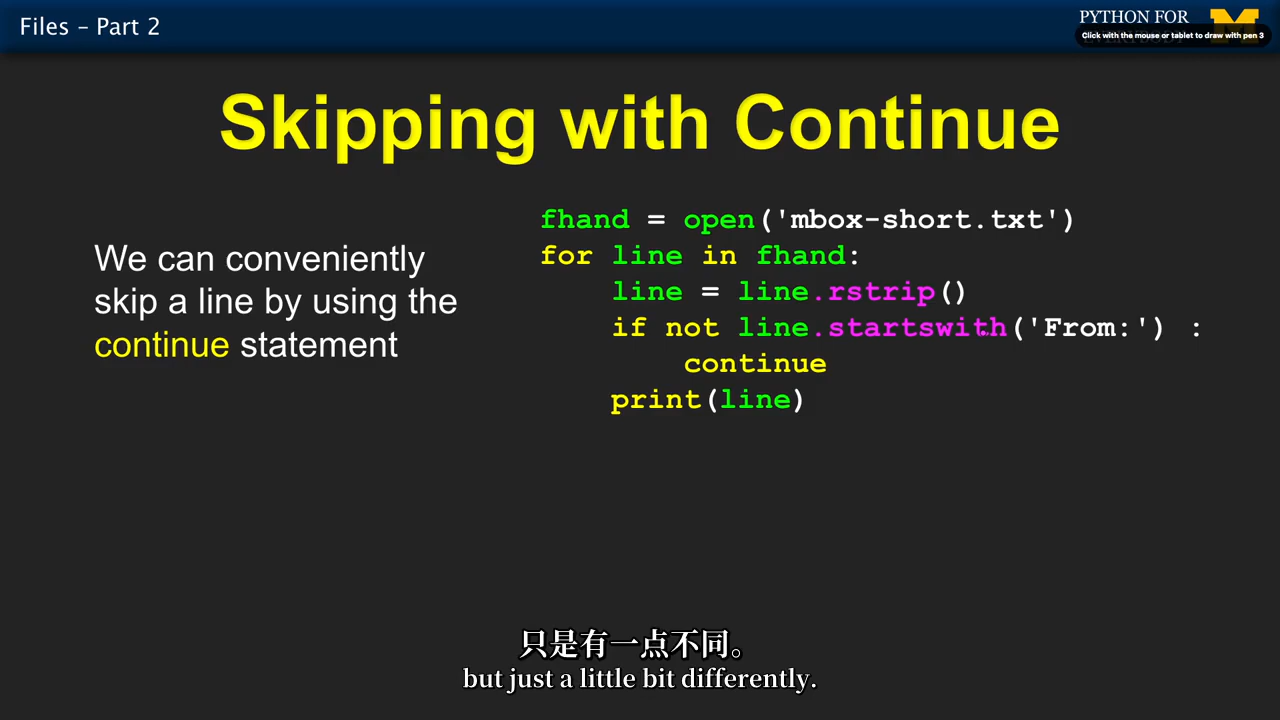 Files – Part 2
PYTHON FOR
Click with the mouse or tablet to draw with pen 3
Skipping with Continue
We can conveniently
skip a line by using the
continue statement
fhand = open('mbox-short.txt')
for line in fhand:
    line = line.rstrip()
    if not line.startswith('From:') :
        continue
    print(line)
只是有一点不同。
but just a little bit differently.